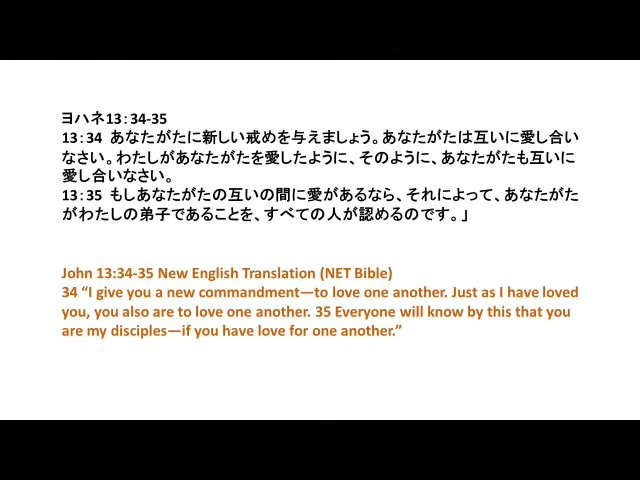 ヨハネ13：34-35
13：34 あなたがたに新しい戒めを与えましょう。あなたがたは互いに愛し合い
なさい。わたしがあなたがたを愛したように、そのように、あなたがたも互いに
愛し合いなさい。
13：35 もしあなたがたの互いの間に愛があるなら、それによって、あなたがた
がわたしの弟子であることを、すべての人が認めるのです。」
John 13:34-35 New English Translation (NET Bible)
34 “I give you a new commandment—to love one another. Just as I have loved
you, you also are to love one another. 35 Everyone will know by this that you
are my disciples—if you have love for one another.”